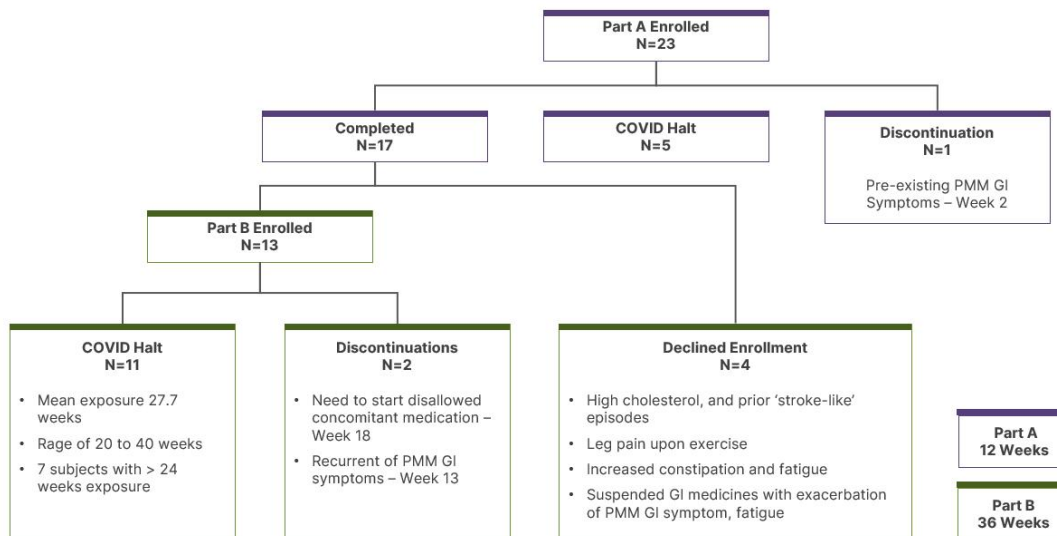 Part A Enrolled
N=23
Completed
N=17
COVID Halt
N=5
Discontinuation
N=1
Pre-existing PMM GI
Symptoms – Week 2
Part B Enrolled
N=13
COVID Halt
N=11
• Mean exposure 27.7
weeks
• Rage of 20 to 40 weeks
• 7 subjects with > 24
weeks exposure
Discontinuations
N=2
• Need to start disallowed
concomitant medication –
Week 18
• Recurrent of PMM GI
symptoms – Week 13
Declined Enrollment
N=4
• High cholesterol, and prior ‘stroke-like’
episodes
• Leg pain upon exercise
• Increased constipation and fatigue
• Suspended GI medicines with exacerbation
of PMM GI symptom, fatigue
Part A
12 Weeks
Part B
36 Weeks